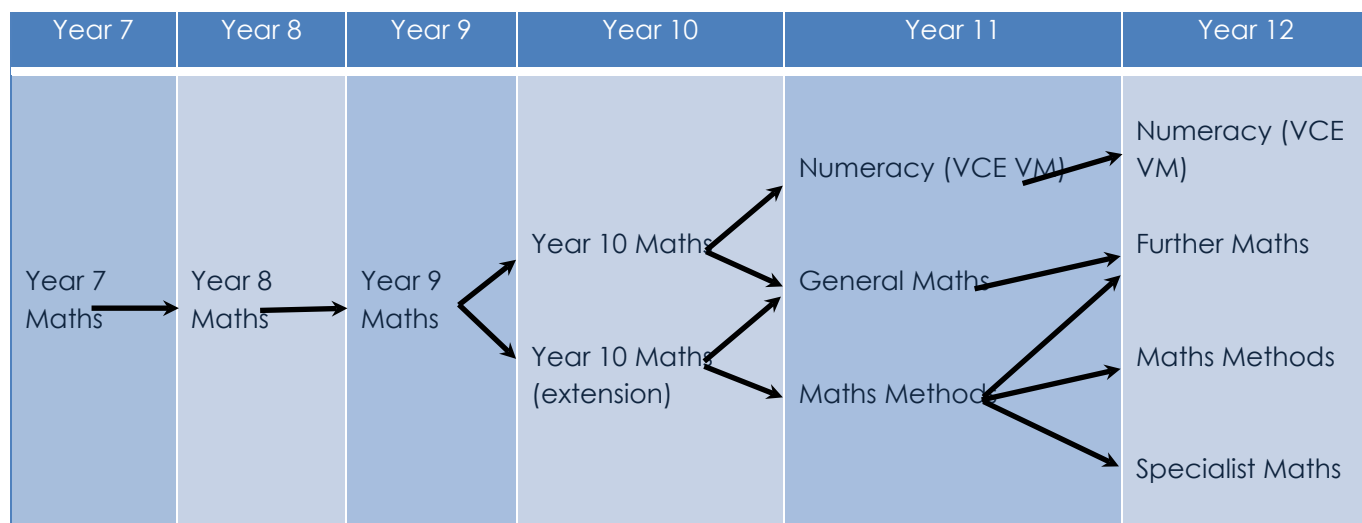 Year 7
Year 8
Year 9
Year 10
Year 11
Year 12
Year 7
Maths
Year 8
Maths
Year 9
Maths
Year 10 Maths
Year 10 Maths
(extension)
Numeracy (VCE VM)
General Maths
Maths Methods
Numeracy (VCE
VM)
Further Maths
Maths Methods
Specialist Maths